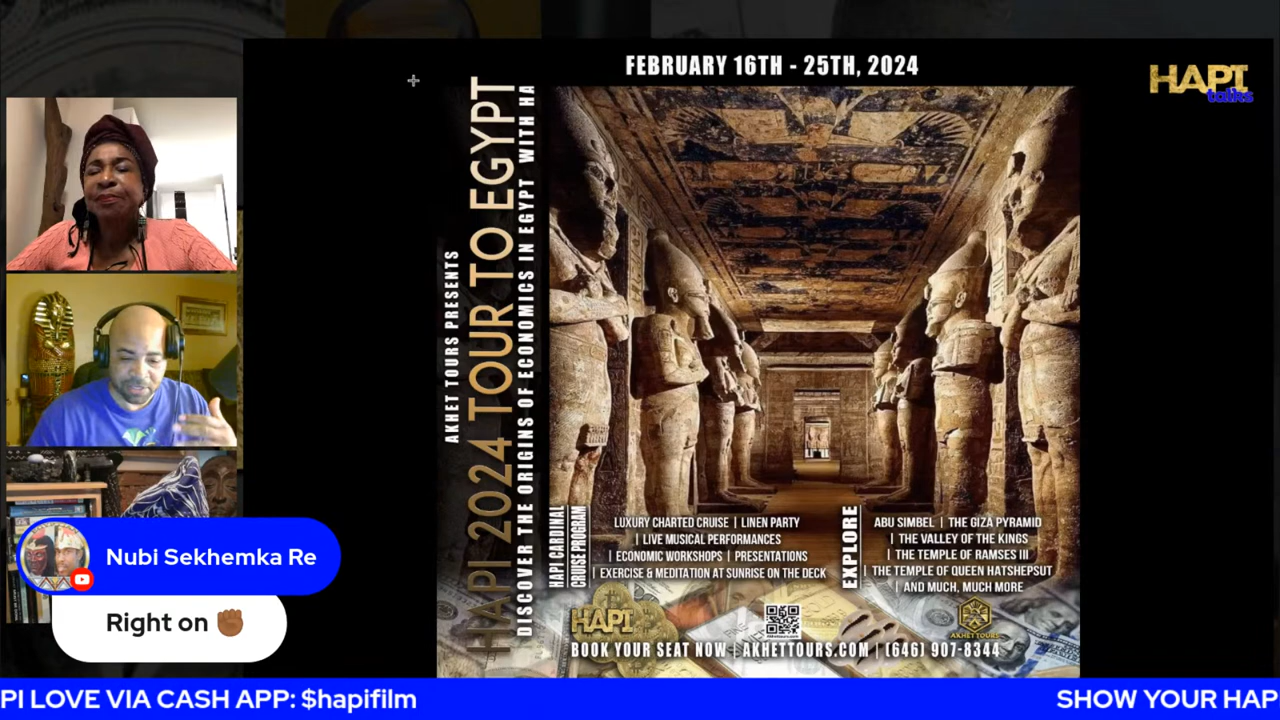 FEBRUARY 16TH - 25TH, 2024
HAPI
talks
AKHET TOURS PRESENTS
HAPI 2024 TOUR TO EGYPT
DISCOVER THE ORIGINS OF ECONOMICS IN EGYPT WITH HA
HAPI CARDINAL
CRUISE PROGRAM
LUXURY CHARTED CRUISE | LINEN PARTY
| LIVE MUSICAL PERFORMANCES
| ECONOMIC WORKSHOPS | PRESENTATIONS
| EXERCISE & MEDITATION AT SUNRISE ON THE DECK
EXPLORE
ABU SIMBEL | THE GIZA PYRAMID
| THE VALLEY OF THE KINGS
| THE TEMPLE OF RAMSES III
| THE TEMPLE OF QUEEN HATSHEPSUT
| AND MUCH, MUCH MORE
HAPI
AKHET TOURS
BOOK YOUR SEAT NOW | AKHETTOURS.COM | (646) 907-8344
Nubi Sekhemka Re
Right on ✊🏾
PI LOVE VIA CASH APP: $hapifilm
SHOW YOUR HAP